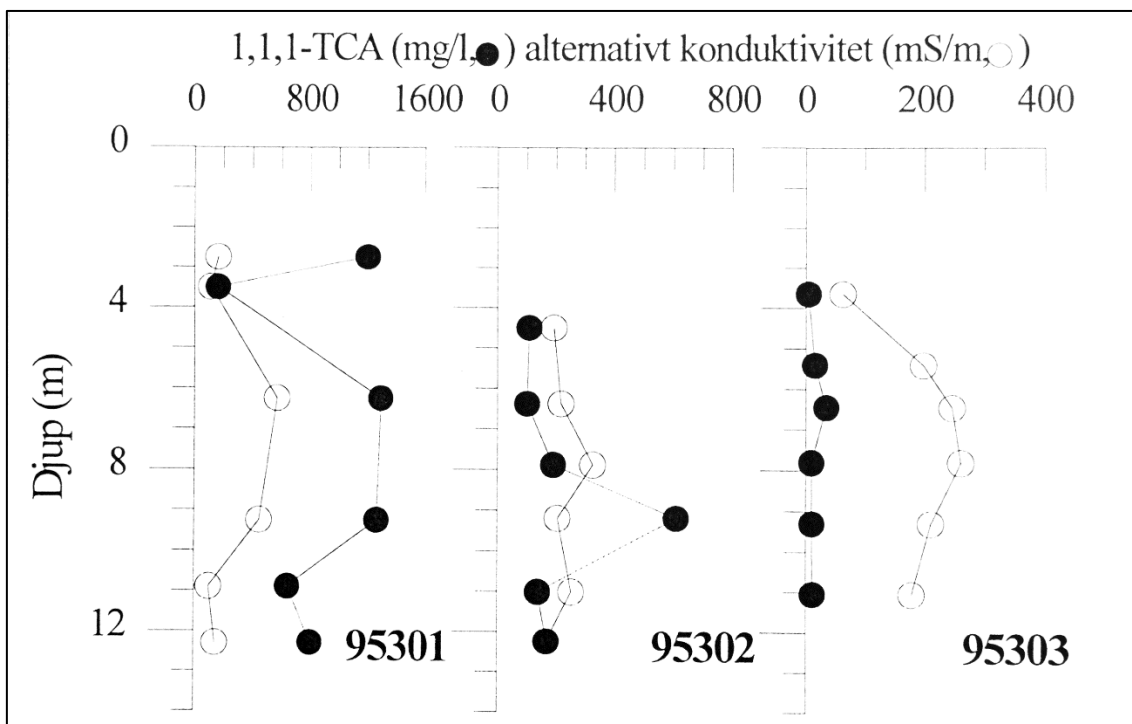 1,1,1-TCA (mg/l,●) alternativt konduktivitet (mS/m,○)
0 800 1600 0 400 800 0 200 400
0
4
8
12
Djup (m)
95301 95302 95303